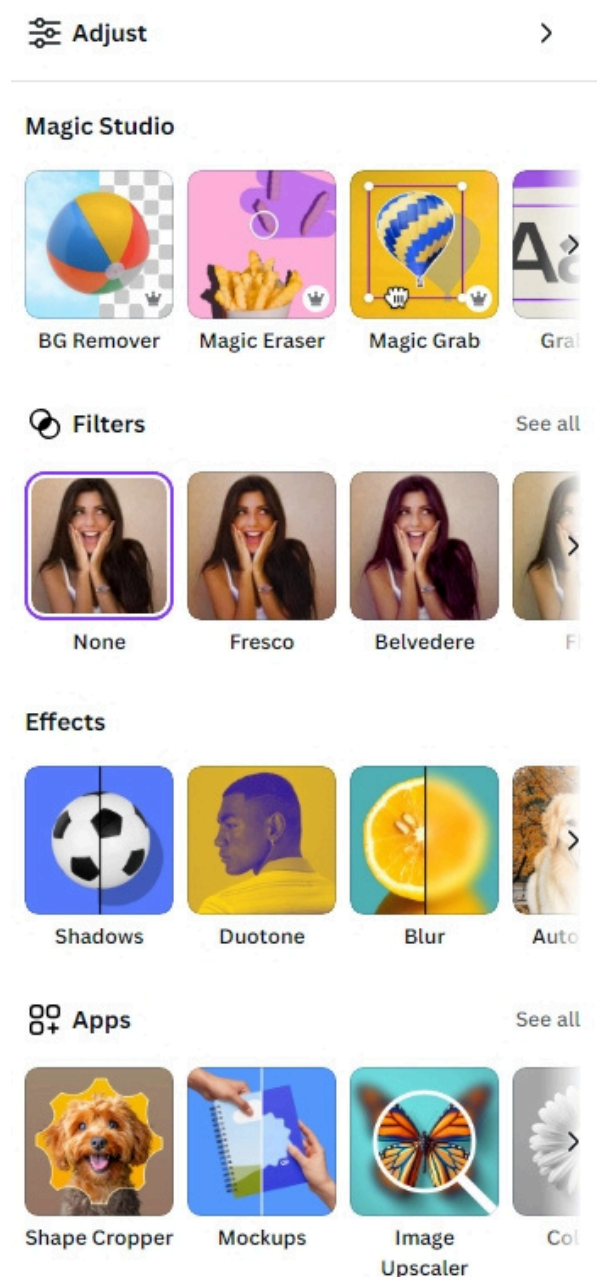 Adjust
Magic Studio
BG Remover
Magic Eraser
Magic Grab
Filters
See all
None
Fresco
Belvedere
Effects
Shadows
Duotone
Blur
Auto
Apps
See all
Shape Cropper
Mockups
Image
Upscaler